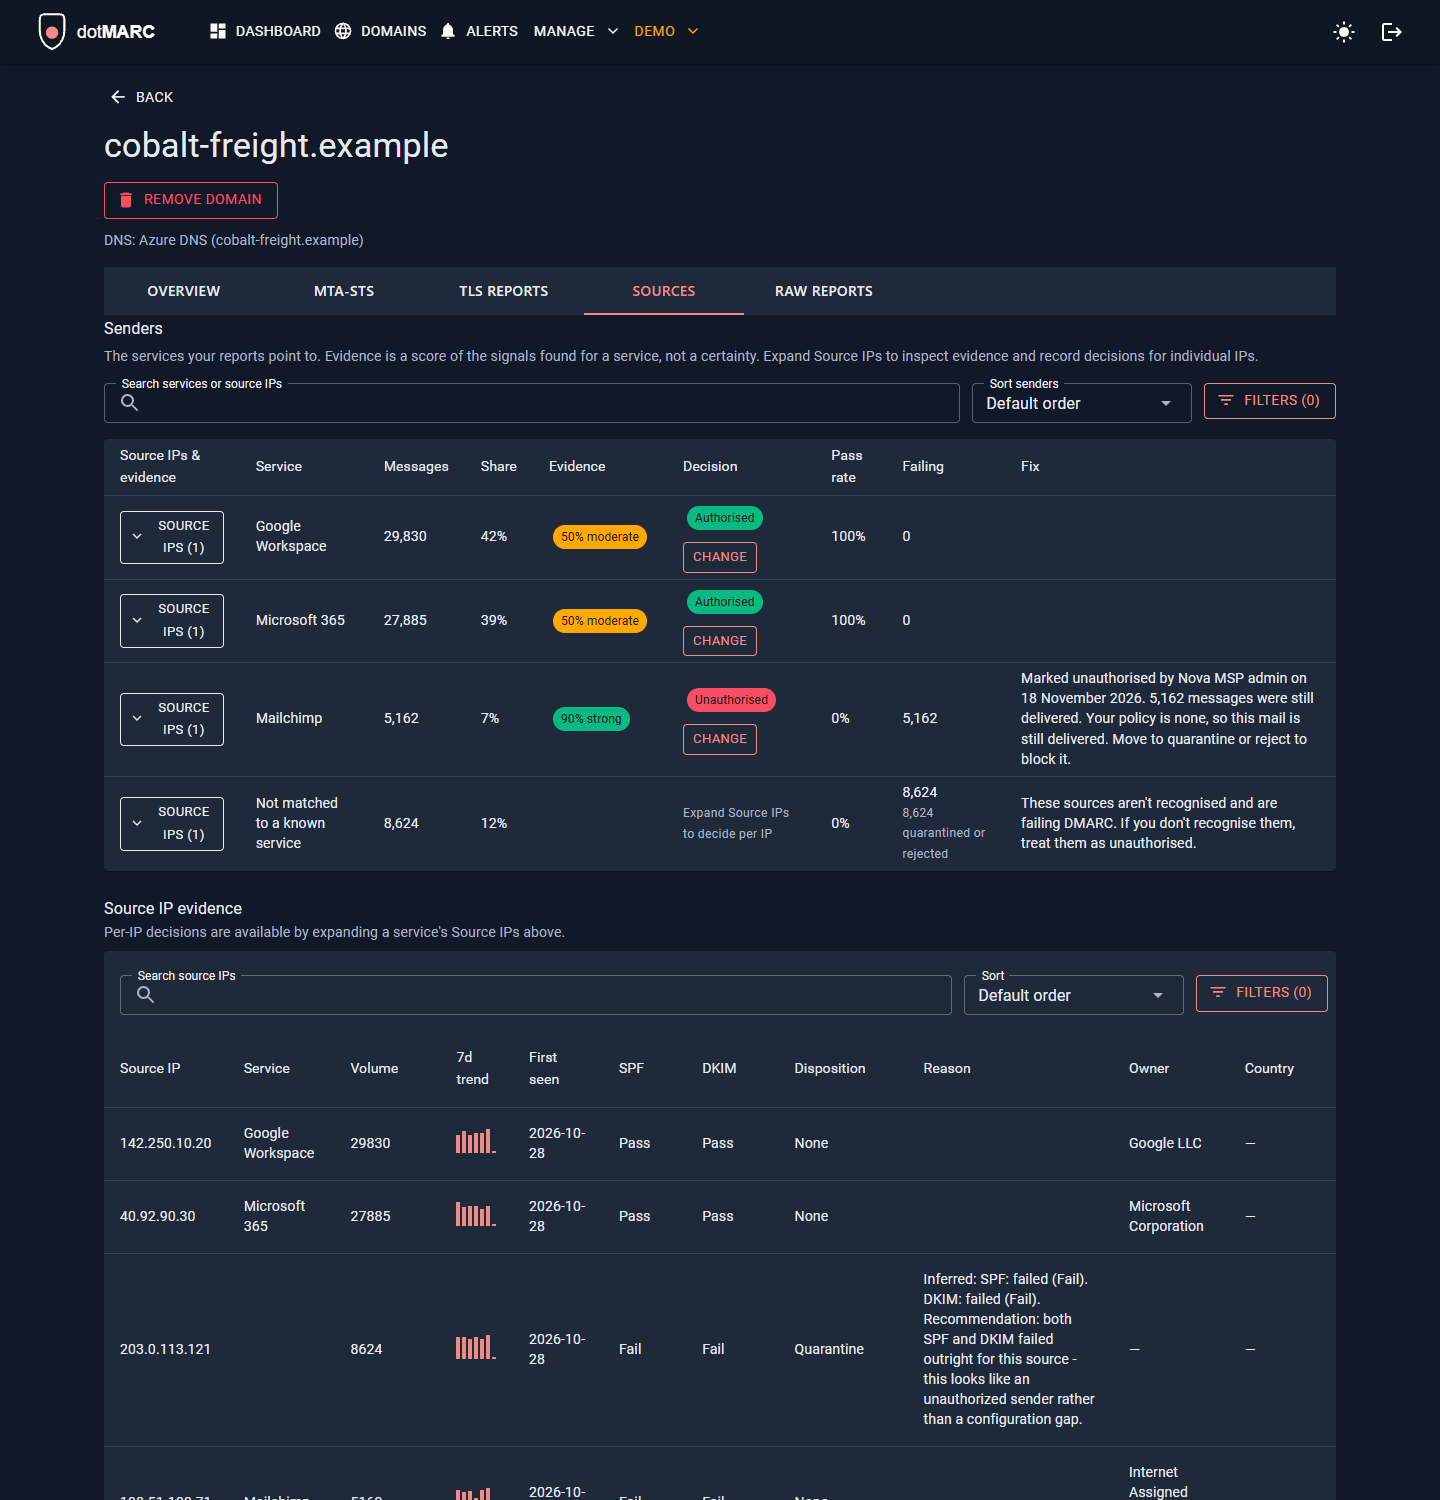 dotMARC
DASHBOARD
DOMAINS
ALERTS
MANAGE
DEMO
BACK
cobalt-freight.example
REMOVE DOMAIN
DNS: Azure DNS (cobalt-freight.example)
OVERVIEW
MTA-STS
TLS REPORTS
SOURCES
RAW REPORTS
Senders
The services your reports point to. Evidence is a score of the signals found for a service, not a certainty. Expand Source IPs to inspect evidence and record decisions for individual IPs.
Search services or source IPs
Sort senders
Default order
FILTERS (0)
Source IPs &
evidence
Service
Messages
Share
Evidence
Decision
Pass
rate
Failing
Fix
SOURCE
IPS (1)
Google
Workspace
29,830
42%
50% moderate
Authorised
CHANGE
100%
0
SOURCE
IPS (1)
Microsoft 365
27,885
39%
50% moderate
Authorised
CHANGE
100%
0
SOURCE
IPS (1)
Mailchimp
5,162
7%
90% strong
Unauthorised
CHANGE
0%
5,162
Marked unauthorised by Nova MSP admin on
18 November 2026. 5,162 messages were still
delivered. Your policy is none, so this mail is
still delivered. Move to quarantine or reject to
block it.
SOURCE
IPS (1)
Not matched
to a known
service
8,624
12%
Expand Source IPs
to decide per IP
0%
8,624
8,624
quarantined or
rejected
These sources aren't recognised and are
failing DMARC. If you don't recognise them,
treat them as unauthorised.
Source IP evidence
Per-IP decisions are available by expanding a service's Source IPs above.
Search source IPs
Sort
Default order
FILTERS (0)
Source IP
Service
Volume
7d
trend
First
seen
SPF
DKIM
Disposition
Reason
Owner
Country
142.250.10.20
Google
Workspace
29830
2026-10-
28
Pass
Pass
None
Google LLC
—
40.92.90.30
Microsoft
365
27885
2026-10-
28
Pass
Pass
None
Microsoft
Corporation
—
203.0.113.121
8624
2026-10-
28
Fail
Fail
Quarantine
Inferred: SPF: failed (Fail).
DKIM: failed (Fail).
Recommendation: both
SPF and DKIM failed
outright for this source -
this looks like an
unauthorized sender rather
than a configuration gap.
—
—
2026-10-
Internet
Assigned